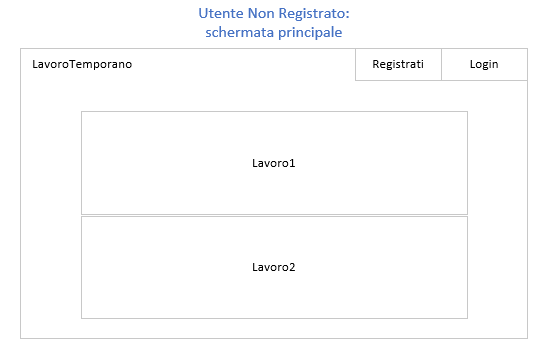 Utente Non Registrato:
schermata principale
LavoroTemporano
Registrati
Login
Lavoro1
Lavoro2